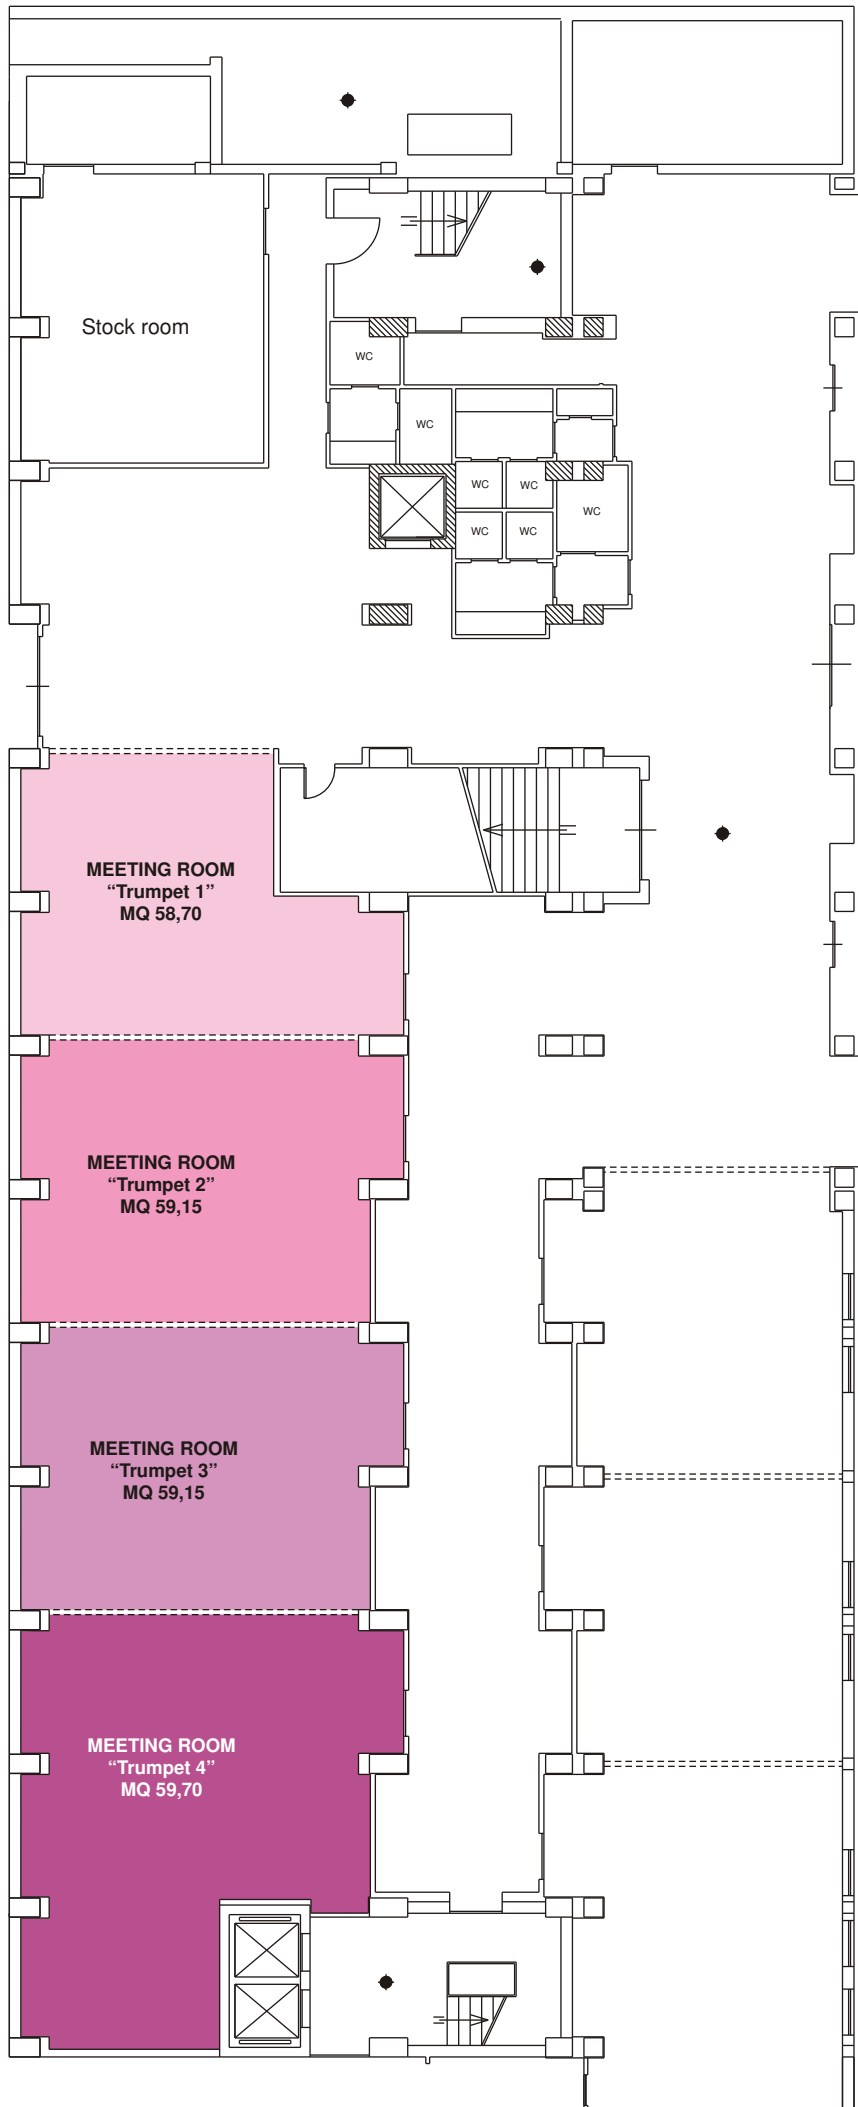 Stock room
WC
WC
WC
WC
WC
WC
WC
MEETING ROOM
“Trumpet 1”
MQ 58,70
MEETING ROOM
“Trumpet 2”
MQ 59,15
MEETING ROOM
“Trumpet 3”
MQ 59,15
MEETING ROOM
“Trumpet 4”
MQ 59,70